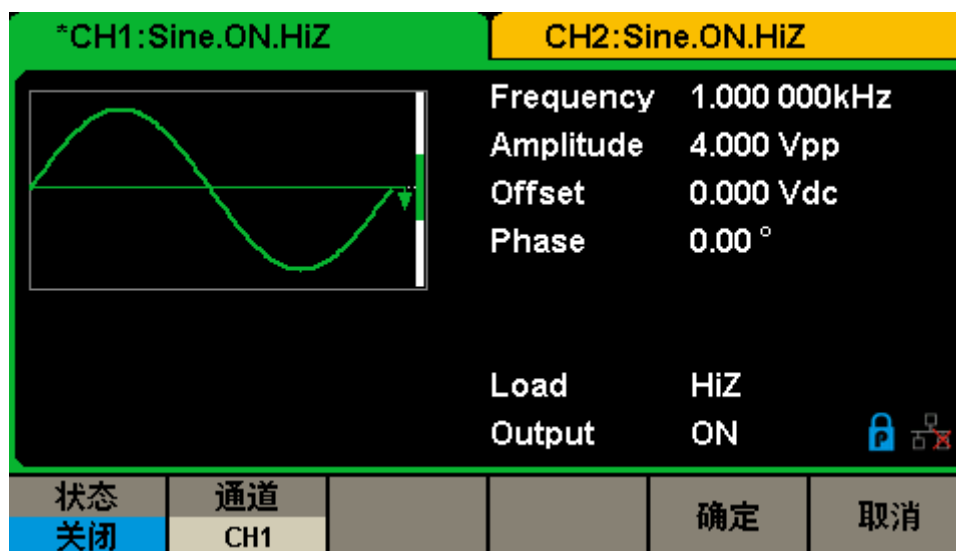 *CH1:Sine.ON.HiZ
CH2:Sine.ON.HiZ
Frequency 1.000 000kHz
Amplitude 4.000 Vpp
Offset 0.000 Vdc
Phase 0.00 °
Load HiZ
Output ON
P
状态 通道 确定 取消
关闭 CH1